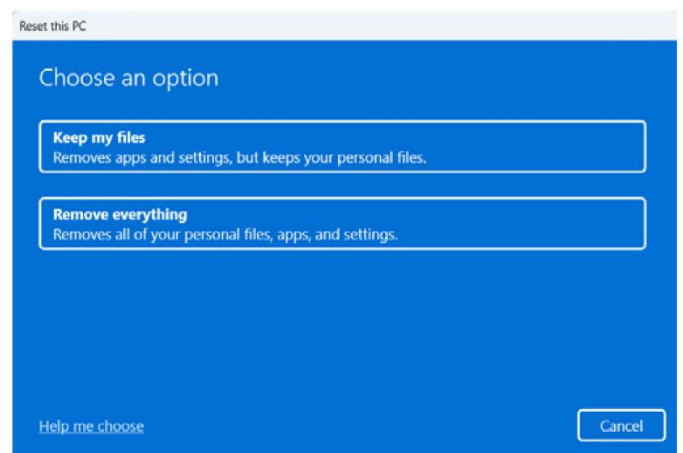 Reset this PC
Choose an option
Keep my files
Removes apps and settings, but keeps your personal files.
Remove everything
Removes all of your personal files, apps, and settings.
Help me choose
Cancel